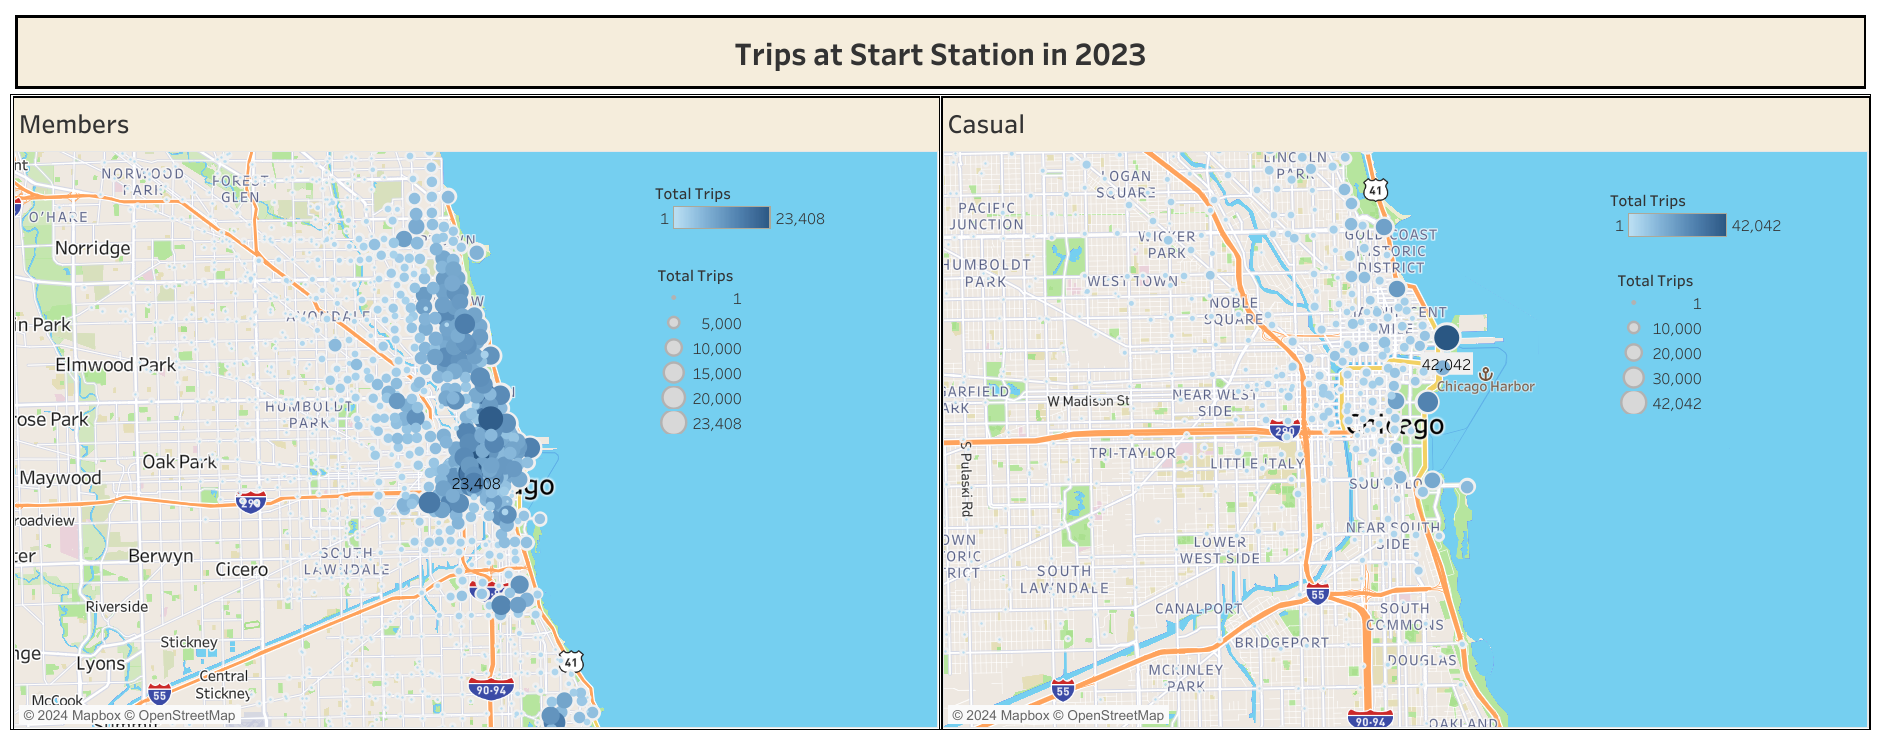 Trips at Start Station in 2023
Members
NORWOOD
PARK
FOREST
GLEN
O'HARE
Norridge
AVONDALE
in Park
Elmwood Park
rose Park
HUMBOLDT
PARK
Oak Park
Maywood
23,408
ago
290
roadview
Berwyn
Cicero
SOUTH
LAWNDALE
Riverside
Stickney
Lyons
Central
Stickney
McCook
55
90-94
41
© 2024 Mapbox © OpenStreetMap
Total Trips
1
23,408
Total Trips
1
5,000
10,000
15,000
20,000
23,408
Casual
LINCOLN
PARK
LOGAN
SQUARE
41
PACIFIC
JUNCTION
WICKER
PARK
GOLD COAST
HISTORIC
DISTRICT
HUMBOLDT
PARK
WEST TOWN
NOBLE
SQUARE
MAGNIFICENT
MILE
42,042
Chicago Harbor
GARFIELD
PARK
W Madison St
NEAR WEST
SIDE
Chicago
290
S Pulaski Rd
TRI-TAYLOR
LITTLE ITALY
SOUTH LO
NEAR SOUTH
SIDE
LOWER
WEST SIDE
OWN
ORIC
TRICT
SOUTH
LAWNDALE
55
CANALPORT
SOUTH
COMMONS
BRIDGEPORT
DOUGLAS
MCKINLEY
PARK
55
90-94
OAKLAND
© 2024 Mapbox © OpenStreetMap
Total Trips
1
42,042
Total Trips
1
10,000
20,000
30,000
42,042